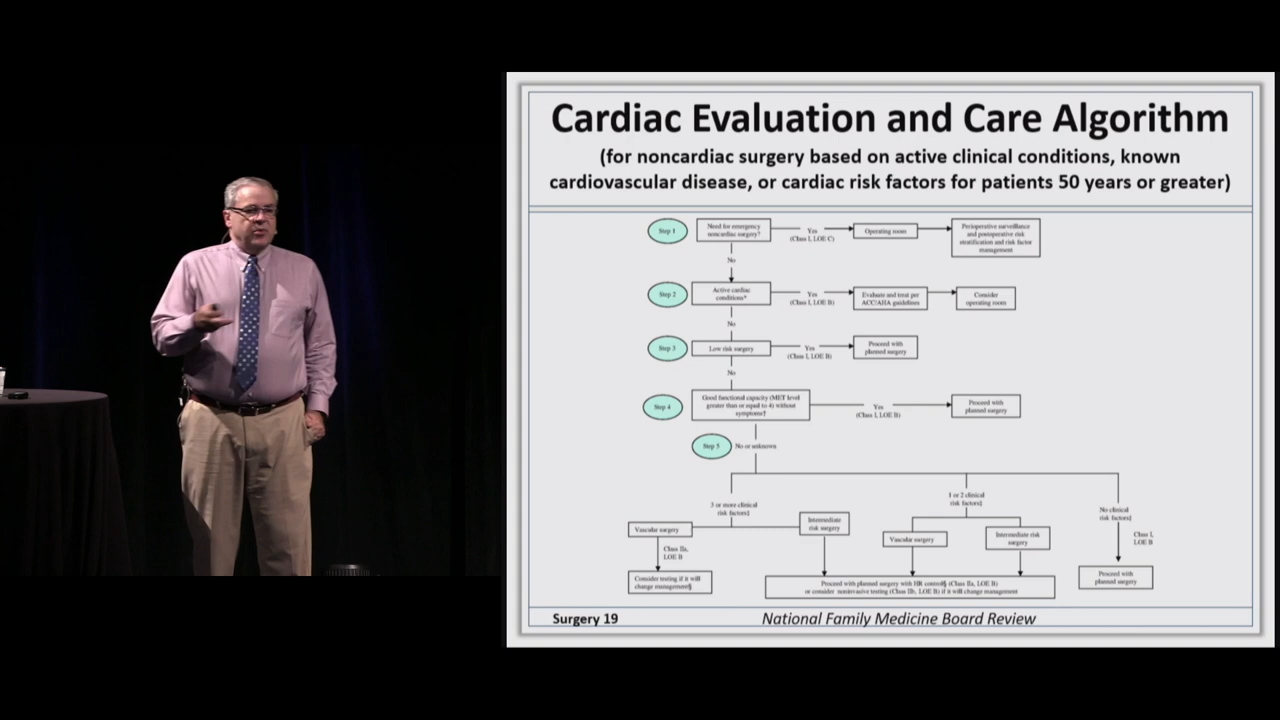 Cardiac Evaluation and Care Algorithm
(for noncardiac surgery based on active clinical conditions, known
cardiovascular disease, or cardiac risk factors for patients 50 years or greater)
Step 1
Need for emergency
noncardiac surgery?
Yes
(Class I, LOE C)
Operating room
Perioperative surveillance
and postoperative risk
stratification and risk factor
management
No
Step 2
Active cardiac
conditions*
Yes
(Class I, LOE B)
Evaluate and treat per
ACC/AHA guidelines
Consider
operating room
No
Step 3
Low risk surgery
Yes
(Class I, LOE B)
Proceed with
planned surgery
No
Step 4
Good functional capacity (MET level
greater than or equal to 4) without
symptoms†
Yes
(Class I, LOE B)
Proceed with
planned surgery
Step 5
No or unknown
3 or more clinical
risk factors‡
Vascular surgery
Class IIa,
LOE B
Consider testing if it will
change management§
Intermediate
risk surgery
1 or 2 clinical
risk factors‡
Vascular surgery
Intermediate risk
surgery
Proceed with planned surgery with HR control§ (Class IIa, LOE B)
or consider noninvasive testing (Class IIb, LOE B) if it will change management
No clinical
risk factors‡
Class I,
LOE B
Proceed with
planned surgery
Surgery 19
National Family Medicine Board Review